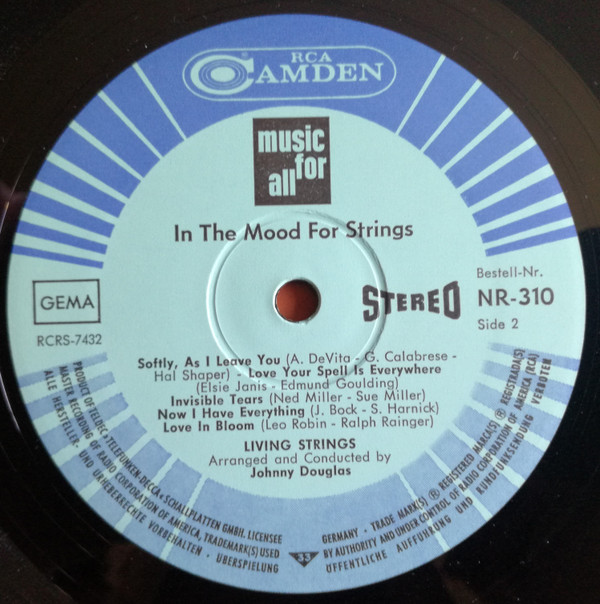 RCA
CAMDEN
music
for
all
In The Mood For Strings
GEMA
RCRS-7432
STEREO
Bestell-Nr.
NR-310
Side 2
Softly, As I Leave You (A. DeVita - G. Calabrese -
Hal Shaper) - Love Your Spell Is Everywhere
(Elsie Janis - Edmund Goulding)
Invisible Tears (Ned Miller - Sue Miller)
Now I Have Everything (J. Bock - S. Harnick)
Love In Bloom (Leo Robin - Ralph Rainger)
LIVING STRINGS
Arranged and Conducted by
Johnny Douglas
PRODUCT OF TELDEC »TELEFUNKEN-DECCA« SCHALLPLATTEN GMBH. LICENSEE
MASTER RECORDING OF RADIO CORPORATION OF AMERICA, TRADEMARK(S) USED
ALLE HERSTELLER- UND URHEBERRECHTE VORBEHALTEN - ÜBERSPIELUNG
33
GERMANY - TRADE MARK(S) ® REGISTERED MARCA(S) ® REGISTRADA(S)
BY AUTHORITY AND UNDER CONTROL OF RADIO CORPORATION OF AMERICA (RCA)
ÖFFENTLICHE AUFFÜHRUNG UND RUNDFUNKSENDUNG VERBOTEN